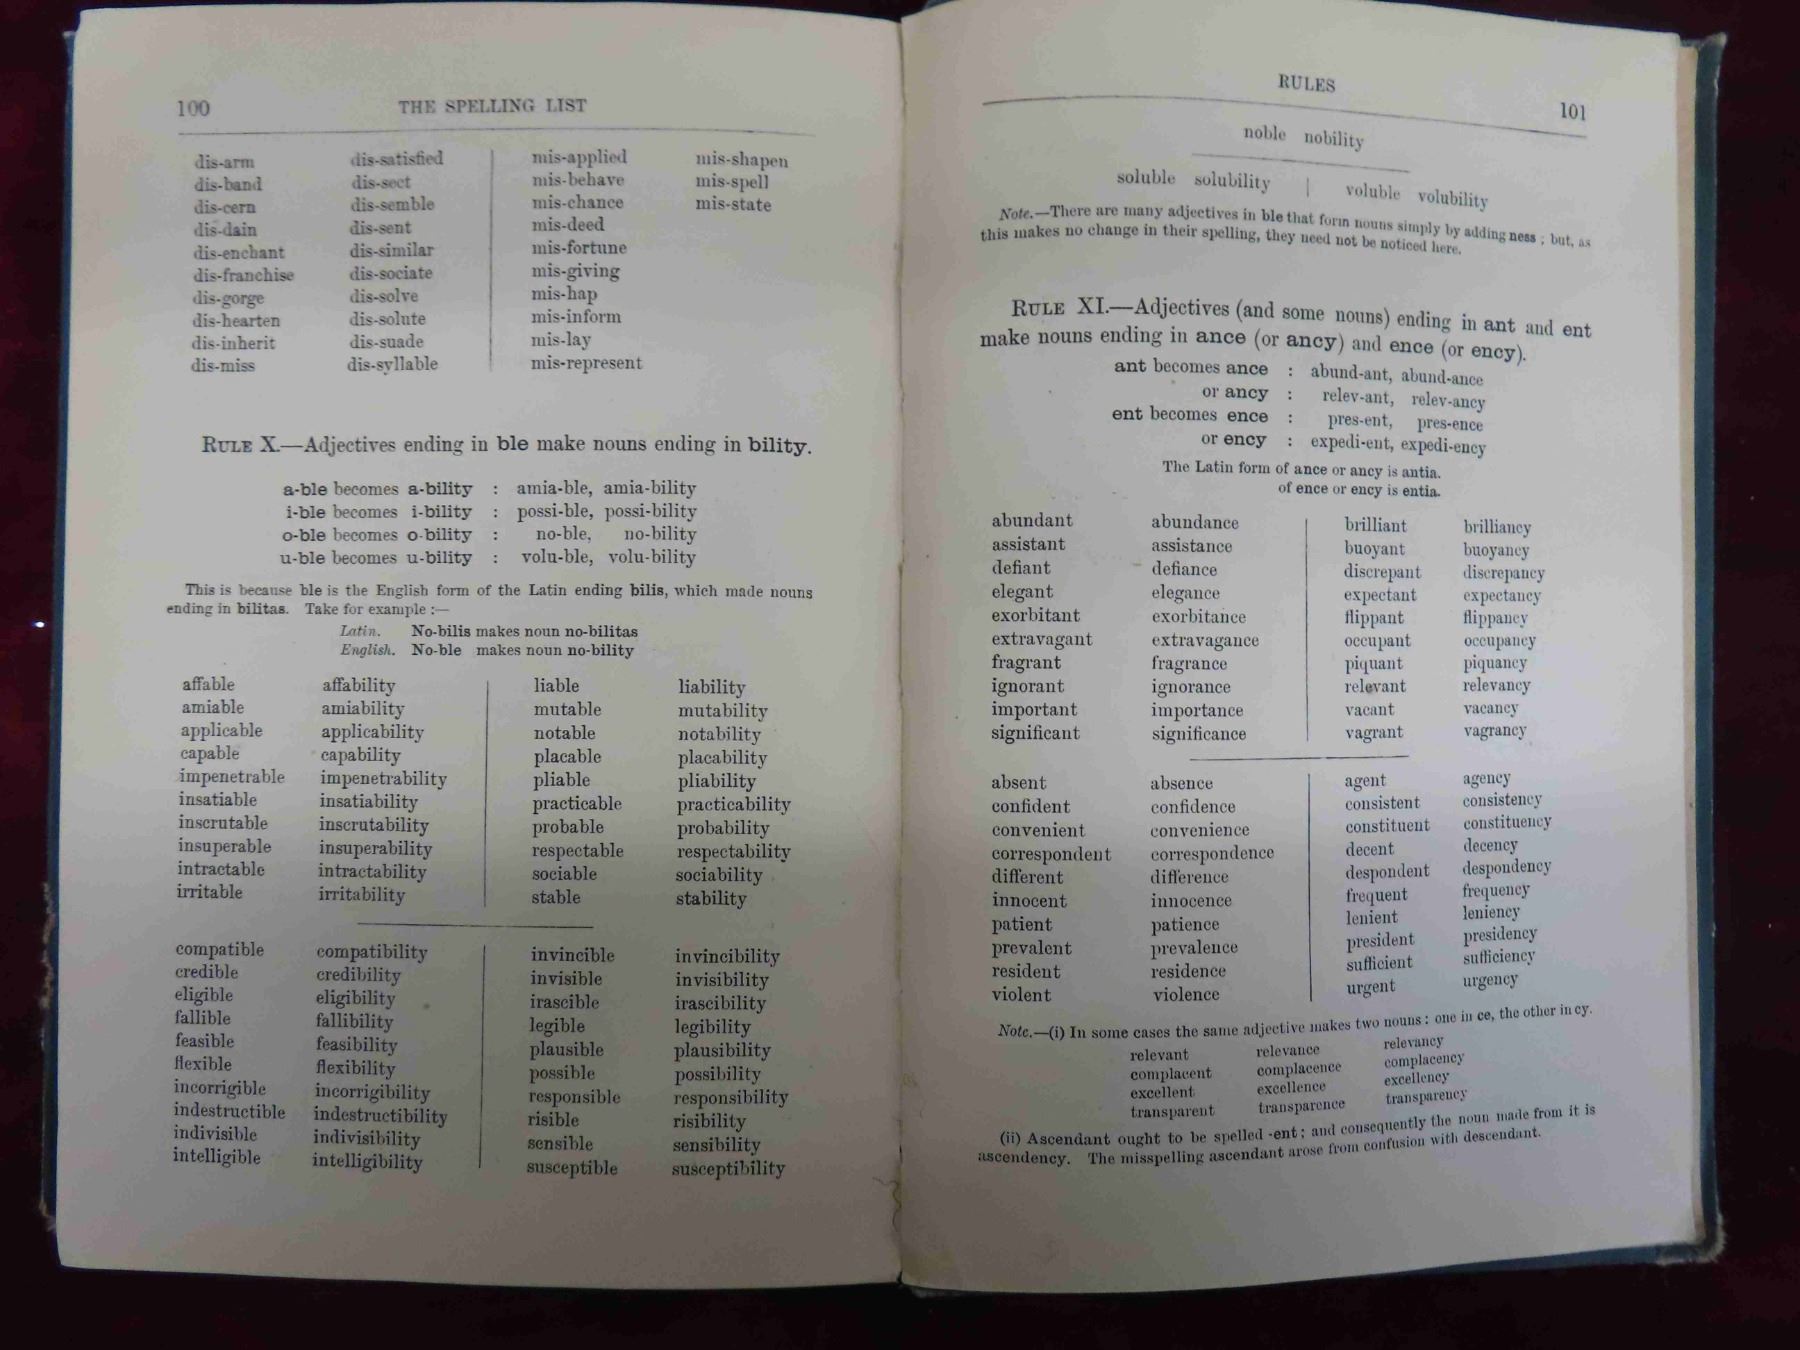 100 THE SPELLING LIST
dis-arm dis-satisfied mis-applied mis-shapen
dis-band dis-sect mis-behave mis-spell
dis-cern dis-semble mis-chance mis-state
dis-dain dis-sent mis-deed
dis-enchant dis-similar mis-fortune
dis-franchise dis-sociate mis-giving
dis-gorge dis-solve mis-hap
dis-hearten dis-solute mis-inform
dis-inherit dis-suade mis-lay
dis-miss dis-syllable mis-represent
RULE X.—Adjectives ending in ble make nouns ending in bility.
a-ble becomes a-bility : amia-ble, amia-bility
i-ble becomes i-bility : possi-ble, possi-bility
o-ble becomes o-bility : no-ble, no-bility
u-ble becomes u-bility : volu-ble, volu-bility
This is because ble is the English form of the Latin ending bilis, which made nouns
ending in bilitas. Take for example :—
Latin. No-bilis makes noun no-bilitas
English. No-ble makes noun no-bility
affable affability liable liability
amiable amiability mutable mutability
applicable applicability notable notability
capable capability placable placability
impenetrable impenetrability pliable pliability
insatiable insatiability practicable practicability
inscrutable inscrutability probable probability
insuperable insuperability respectable respectability
intractable intractability sociable sociability
irritable irritability stable stability
compatible compatibility invincible invincibility
credible credibility invisible invisibility
eligible eligibility irascible irascibility
fallible fallibility legible legibility
feasible feasibility plausible plausibility
flexible flexibility possible possibility
incorrigible incorrigibility responsible responsibility
indestructible indestructibility risible risibility
indivisible indivisibility sensible sensibility
intelligible intelligibility susceptible susceptibility
RULES 101
noble nobility
soluble solubility voluble volubility
Note.—There are many adjectives in ble that form nouns simply by adding ness ; but, as
this makes no change in their spelling, they need not be noticed here.
RULE XI.—Adjectives (and some nouns) ending in ant and ent
make nouns ending in ance (or ancy) and ence (or ency).
ant becomes ance : abund-ant, abund-ance
or ancy : relev-ant, relev-ancy
ent becomes ence : pres-ent, pres-ence
or ency : expedi-ent, expedi-ency
The Latin form of ance or ancy is antia.
of ence or ency is entia.
abundant abundance brilliant brilliancy
assistant assistance buoyant buoyancy
defiant defiance discrepant discrepancy
elegant elegance expectant expectancy
exorbitant exorbitance flippant flippancy
extravagant extravagance occupant occupancy
fragrant fragrance piquant piquancy
ignorant ignorance relevant relevancy
important importance vacant vacancy
significant significance vagrant vagrancy
absent absence agent agency
confident confidence consistent consistency
convenient convenience constituent constituency
correspondent correspondence decent decency
different difference despondent despondency
innocent innocence frequent frequency
patient patience lenient leniency
prevalent prevalence president presidency
resident residence sufficient sufficiency
violent violence urgent urgency
Note.—(i) In some cases the same adjective makes two nouns : one in ce, the other in cy.
relevant relevance relevancy
complacent complacence complacency
excellent excellence excellency
transparent transparence transparency
(ii) Ascendant ought to be spelled -ent ; and consequently the noun made from it is
ascendency. The misspelling ascendant arose from confusion with descendant.